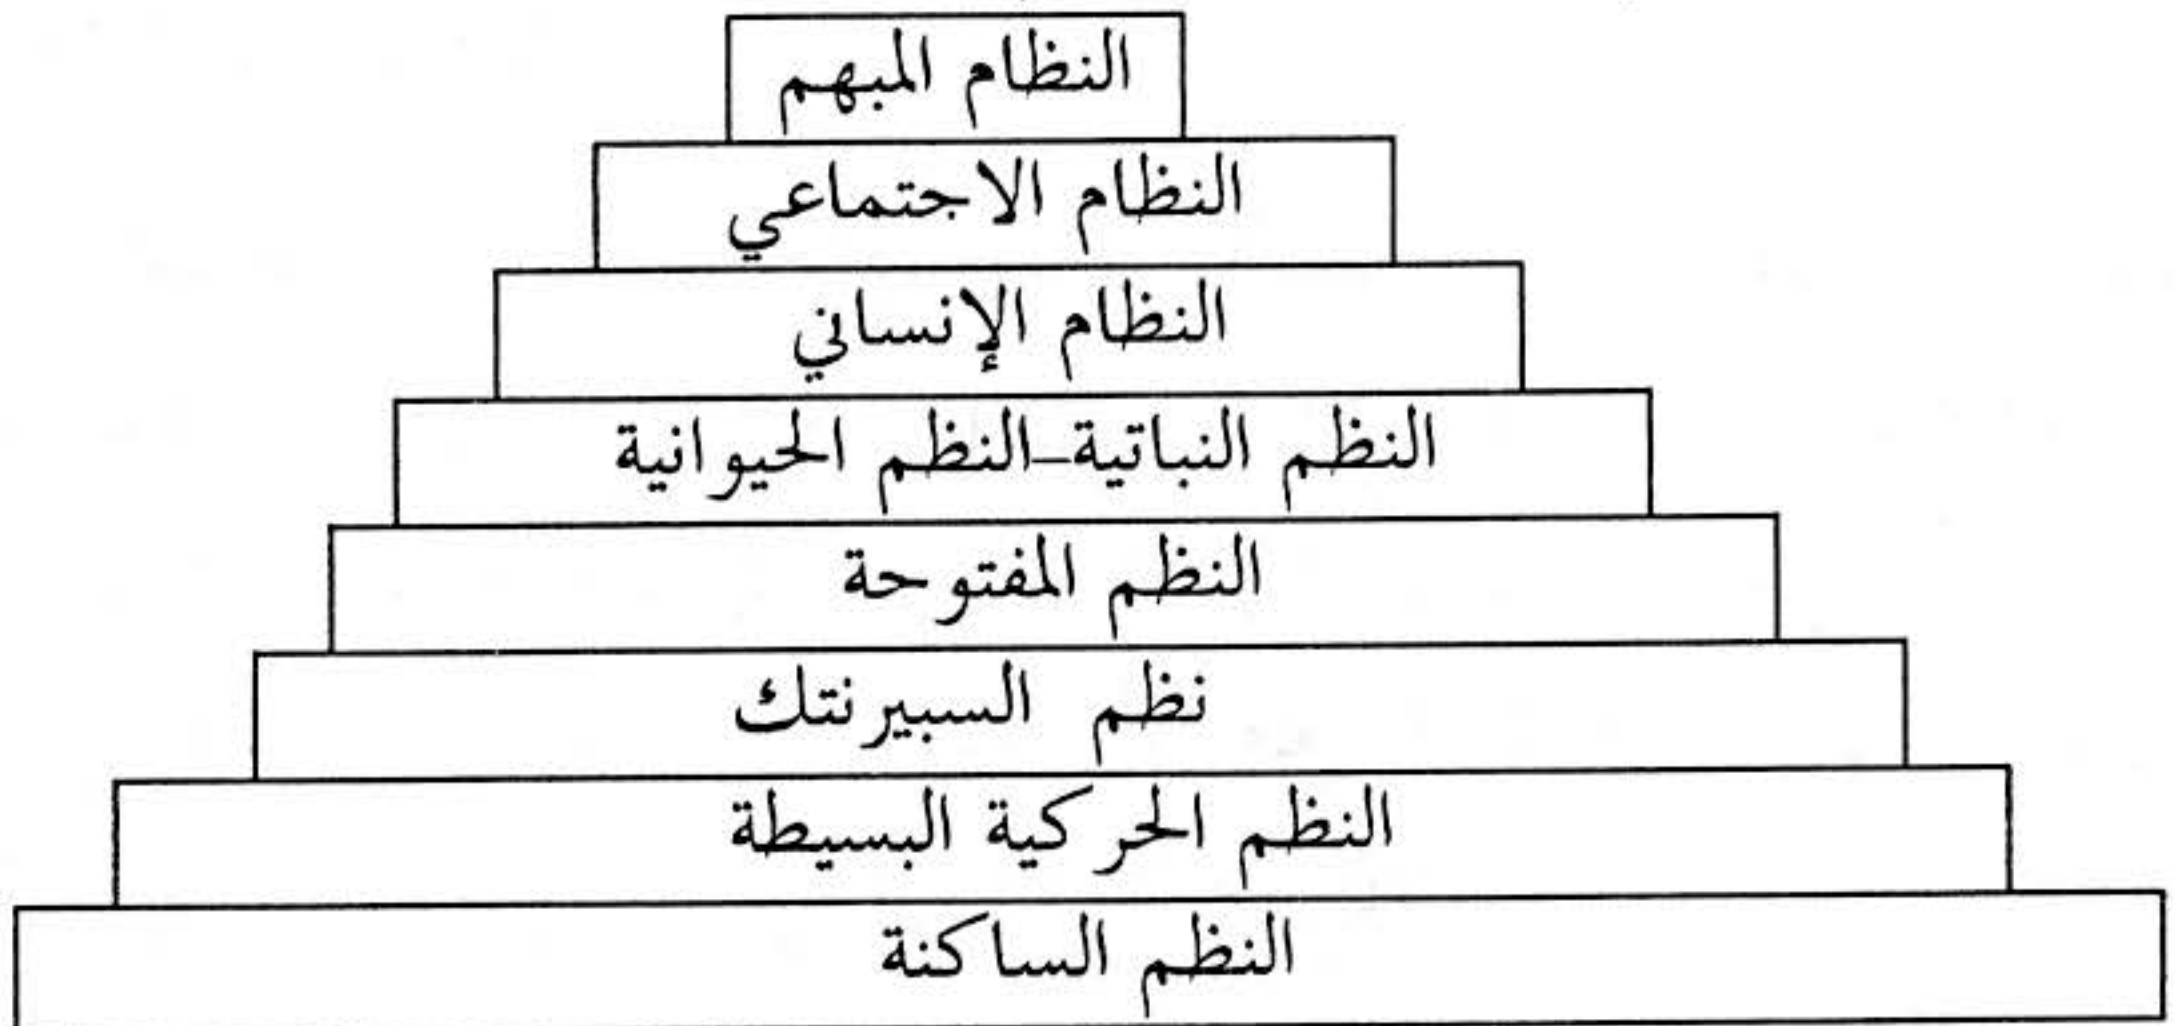 النظام المبهم
النظام الاجتماعي
النظام الإنساني
النظم النباتية-النظم الحيوانية
النظم المفتوحة
نظم السبيرنتك
النظم الحركية البسيطة
النظم الساكنة